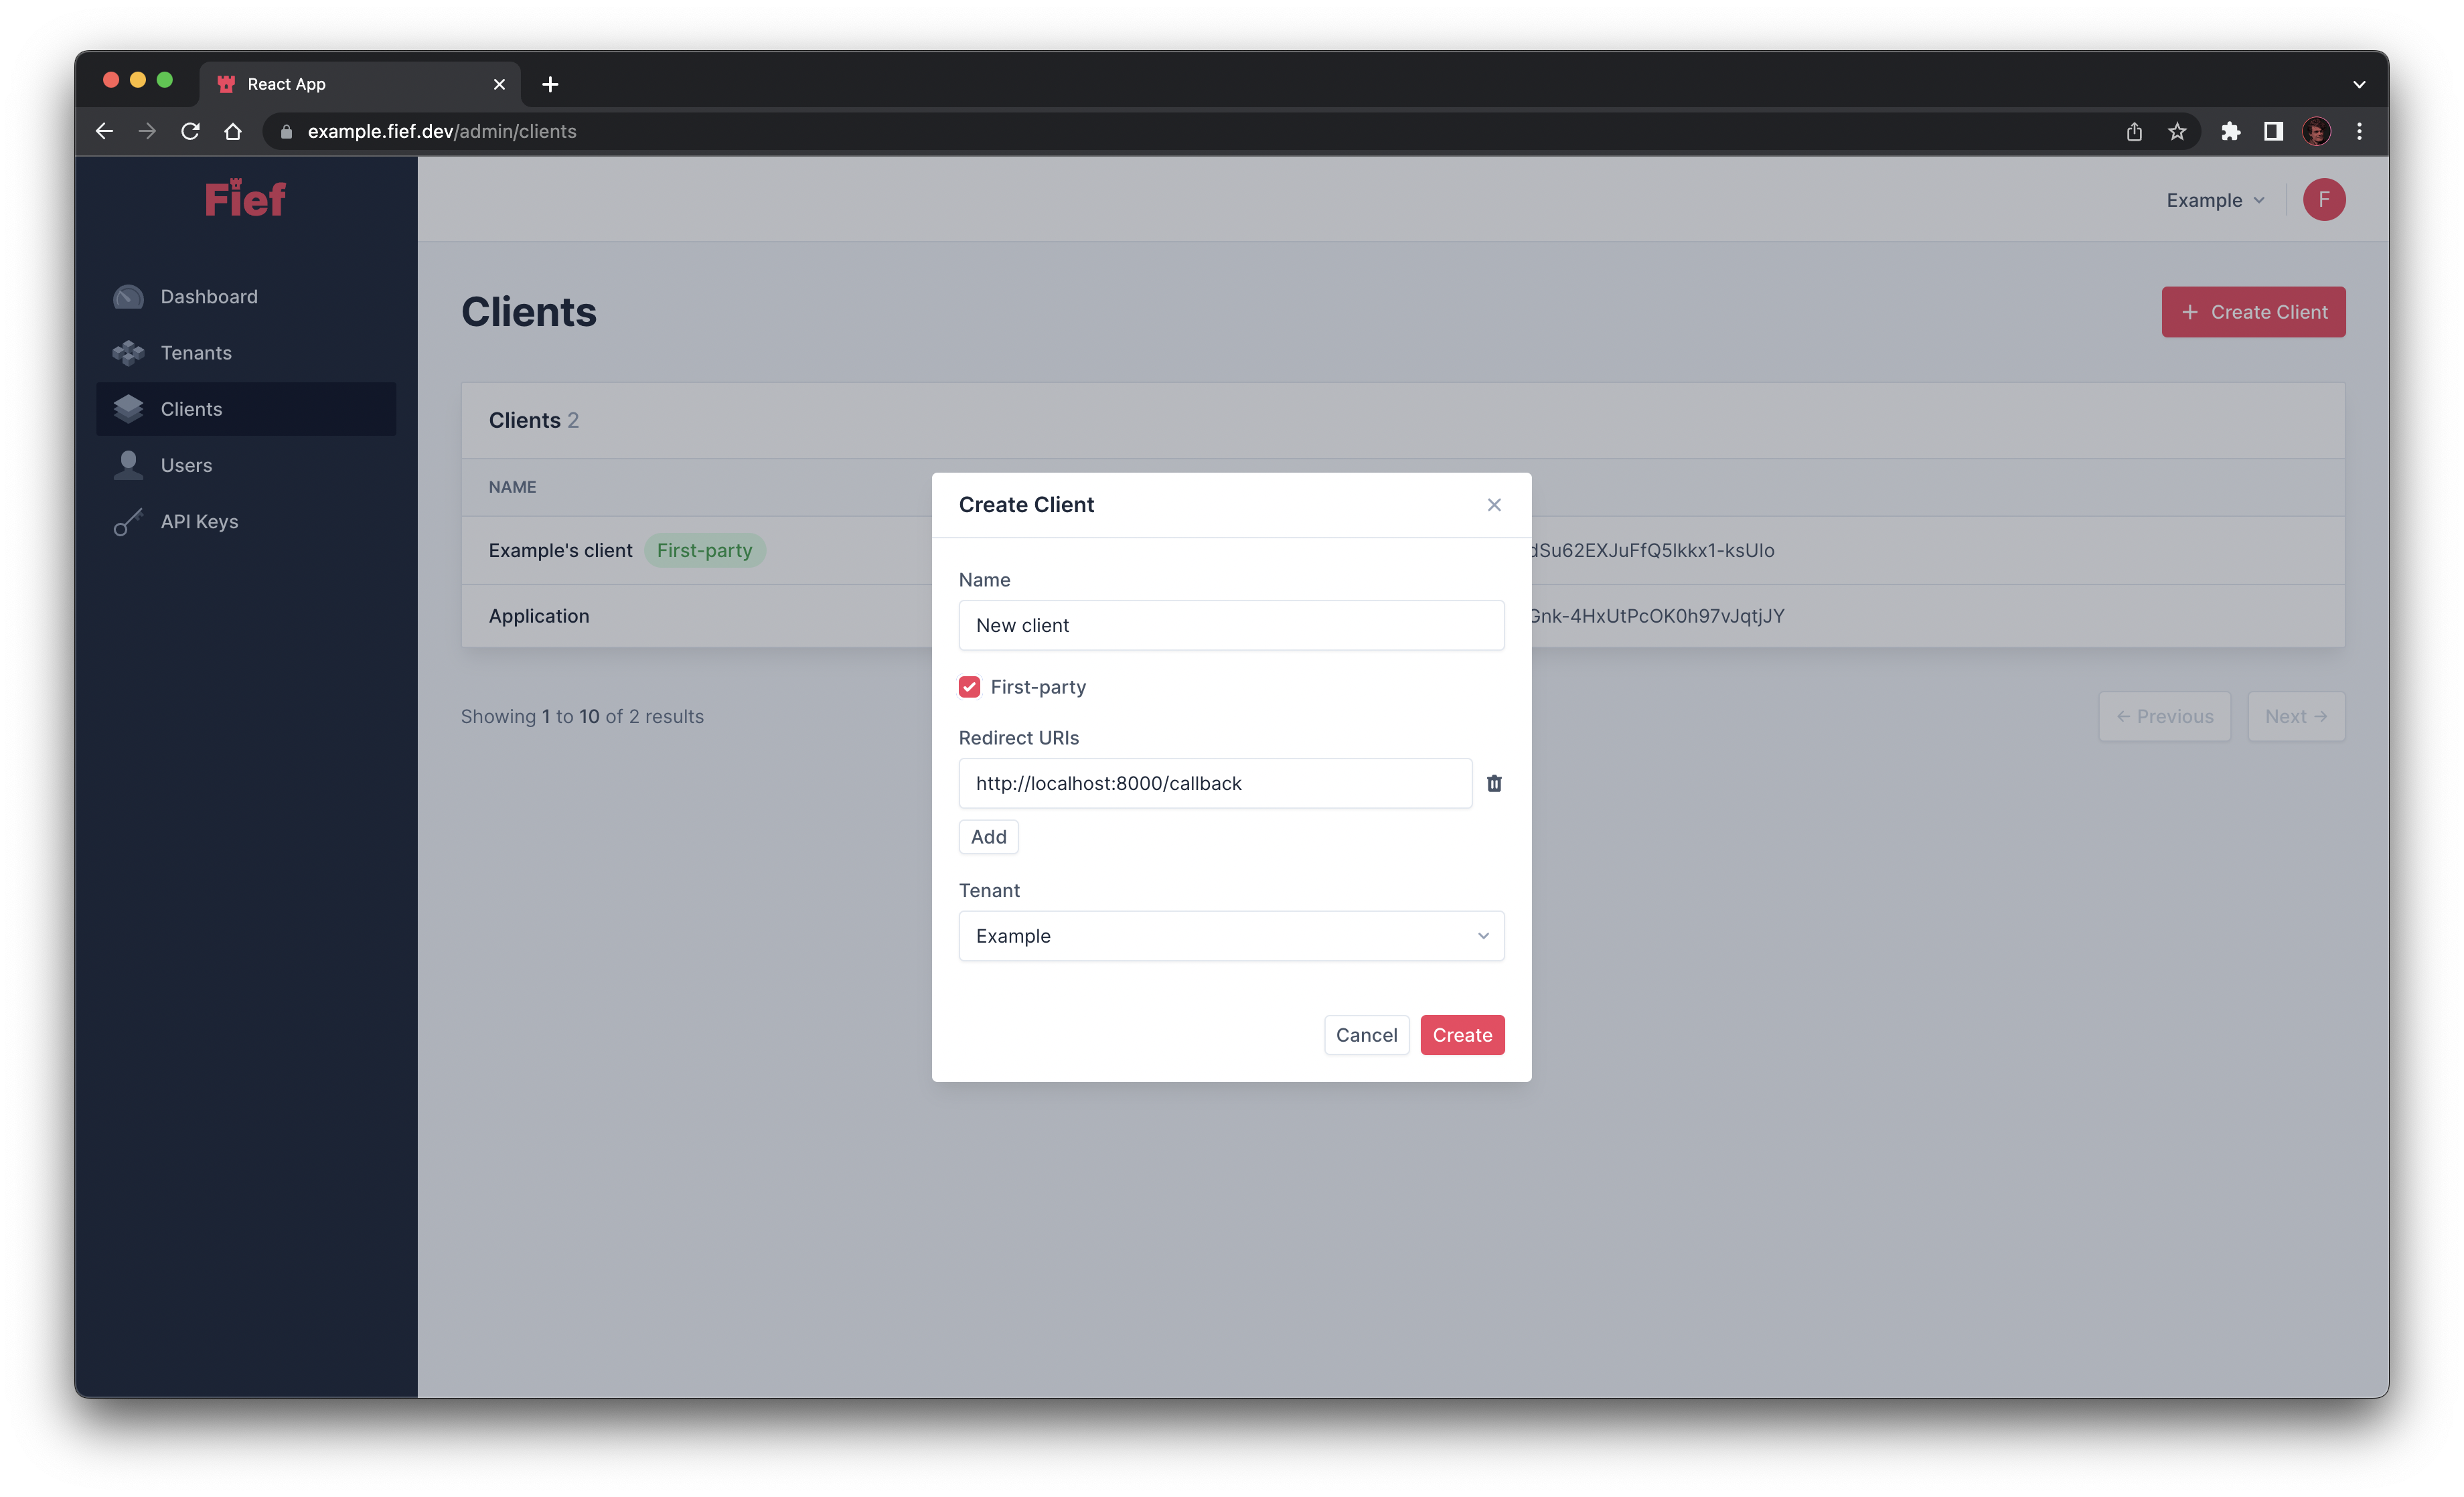 React App
example.fief.dev/admin/clients
Fief
Example
F
Dashboard
Tenants
Clients
Users
API Keys
Clients
+ Create Client
Clients 2
NAME
Example's client First-party
dSu62EXJuFfQ5lkkx1-ksUlo
Application
Gnk-4HxUtPcOK0h97vJqtjJY
Showing 1 to 10 of 2 results
← Previous
Next →
Create Client
Name
New client
First-party
Redirect URIs
http://localhost:8000/callback
Add
Tenant
Example
Cancel
Create